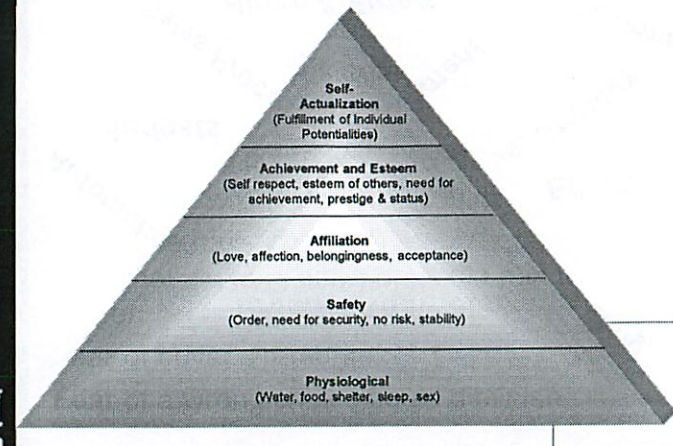 Self-
Actualization
(Fulfillment of Individual
Potentialities)
Achievement and Esteem
(Self respect, esteem of others, need for
achievement, prestige & status)
Affiliation
(Love, affection, belongingness, acceptance)
Safety
(Order, need for security, no risk, stability)
Physiological
(Water, food, shelter, sleep, sex)